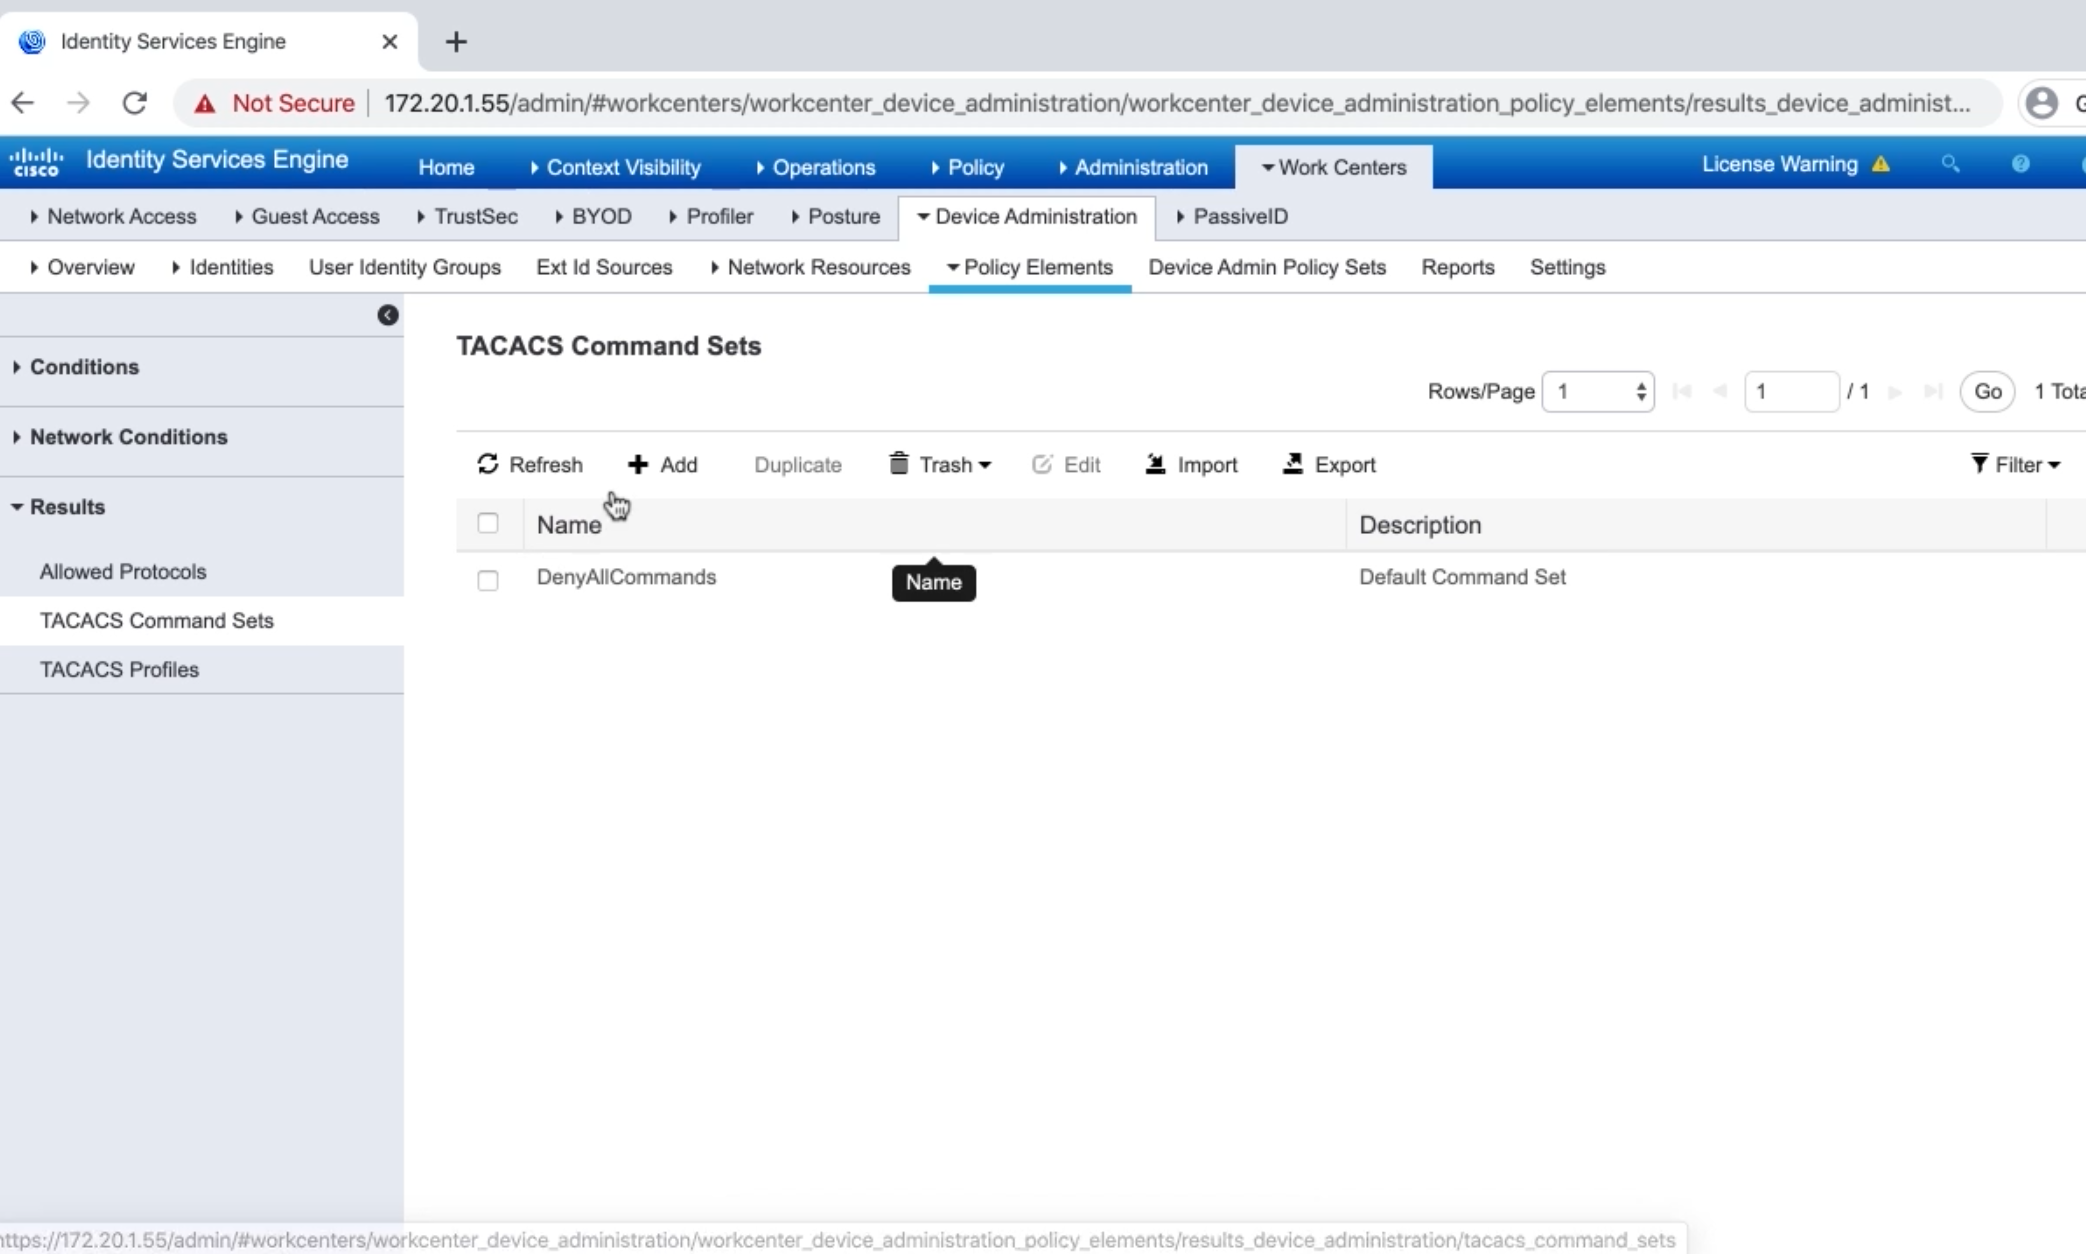 Identity Services Engine
Not Secure 172.20.1.55/admin/#workcenters/workcenter_device_administration/workcenter_device_administration_policy_elements/results_device_administ...
cisco Identity Services Engine Home Context Visibility Operations Policy Administration Work Centers License Warning
Network Access Guest Access TrustSec BYOD Profiler Posture Device Administration PassiveID
Overview Identities User Identity Groups Ext Id Sources Network Resources Policy Elements Device Admin Policy Sets Reports Settings
TACACS Command Sets
Conditions
Rows/Page 1 1 / 1 Go 1
Network Conditions
Refresh Add Duplicate Trash Edit Import Export Filter
Results
Name Description
Allowed Protocols
DenyAllCommands Default Command Set
Name
TACACS Command Sets
TACACS Profiles
https://172.20.1.55/admin/#workcenters/workcenter_device_administration/workcenter_device_administration_policy_elements/results_device_administration/tacacs_command_sets